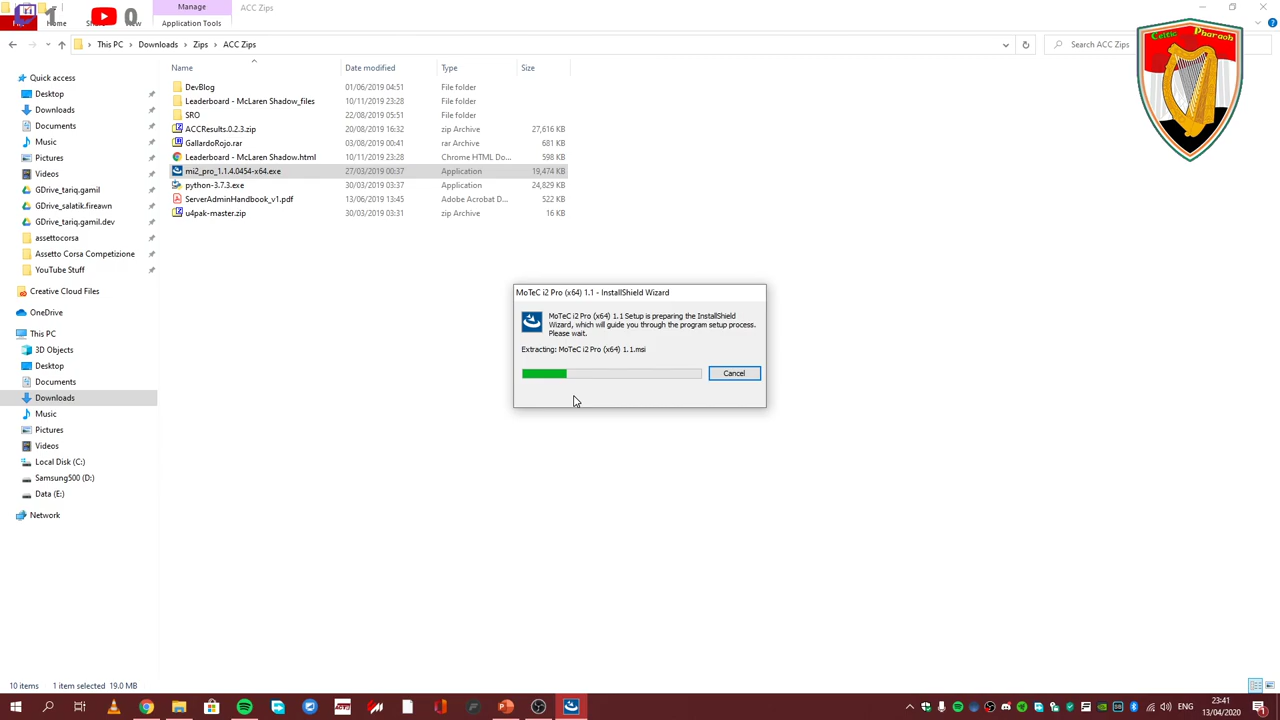 1
0
Manage
ACC Zips
File
Home
View
Application Tools
This PC
Downloads
Zips
ACC Zips
Search ACC Zips
Celtic Pharaoh
Name Date modified Type Size
DevBlog 01/06/2019 04:51 File folder
Leaderboard - McLaren Shadow_files 10/11/2019 23:28 File folder
SRO 22/08/2019 05:51 File folder
ACCResults.0.2.3.zip 20/08/2019 16:32 zip Archive 27,616 KB
GallardoRojo.rar 03/08/2019 00:41 rar Archive 681 KB
Leaderboard - McLaren Shadow.html 10/11/2019 23:28 Chrome HTML Do... 598 KB
mi2_pro_1.1.4.0454-x64.exe 27/03/2019 00:37 Application 19,474 KB
python-3.7.3.exe 30/03/2019 03:37 Application 24,829 KB
ServerAdminHandbook_v1.pdf 13/06/2019 13:45 Adobe Acrobat D... 522 KB
u4pak-master.zip 30/03/2019 03:31 zip Archive 16 KB
Quick access
Desktop
Downloads
Documents
Music
Pictures
Videos
GDrive_tariq.gamil
GDrive_salatik.fireawn
GDrive_tariq.gamil.dev
assettocorsa
Assetto Corsa Competizione
YouTube Stuff
Creative Cloud Files
OneDrive
This PC
3D Objects
Desktop
Documents
Downloads
Music
Pictures
Videos
Local Disk (C:)
Samsung500 (D:)
Data (E:)
Network
MoTeC i2 Pro (x64) 1.1 - InstallShield Wizard
MoTeC i2 Pro (x64) 1.1 Setup is preparing the InstallShield
Wizard, which will guide you through the program setup process.
Please wait.
Extracting: MoTeC i2 Pro (x64) 1.1.msi
Cancel
10 items 1 item selected 19.0 MB
ENG
23:41
13/04/2020